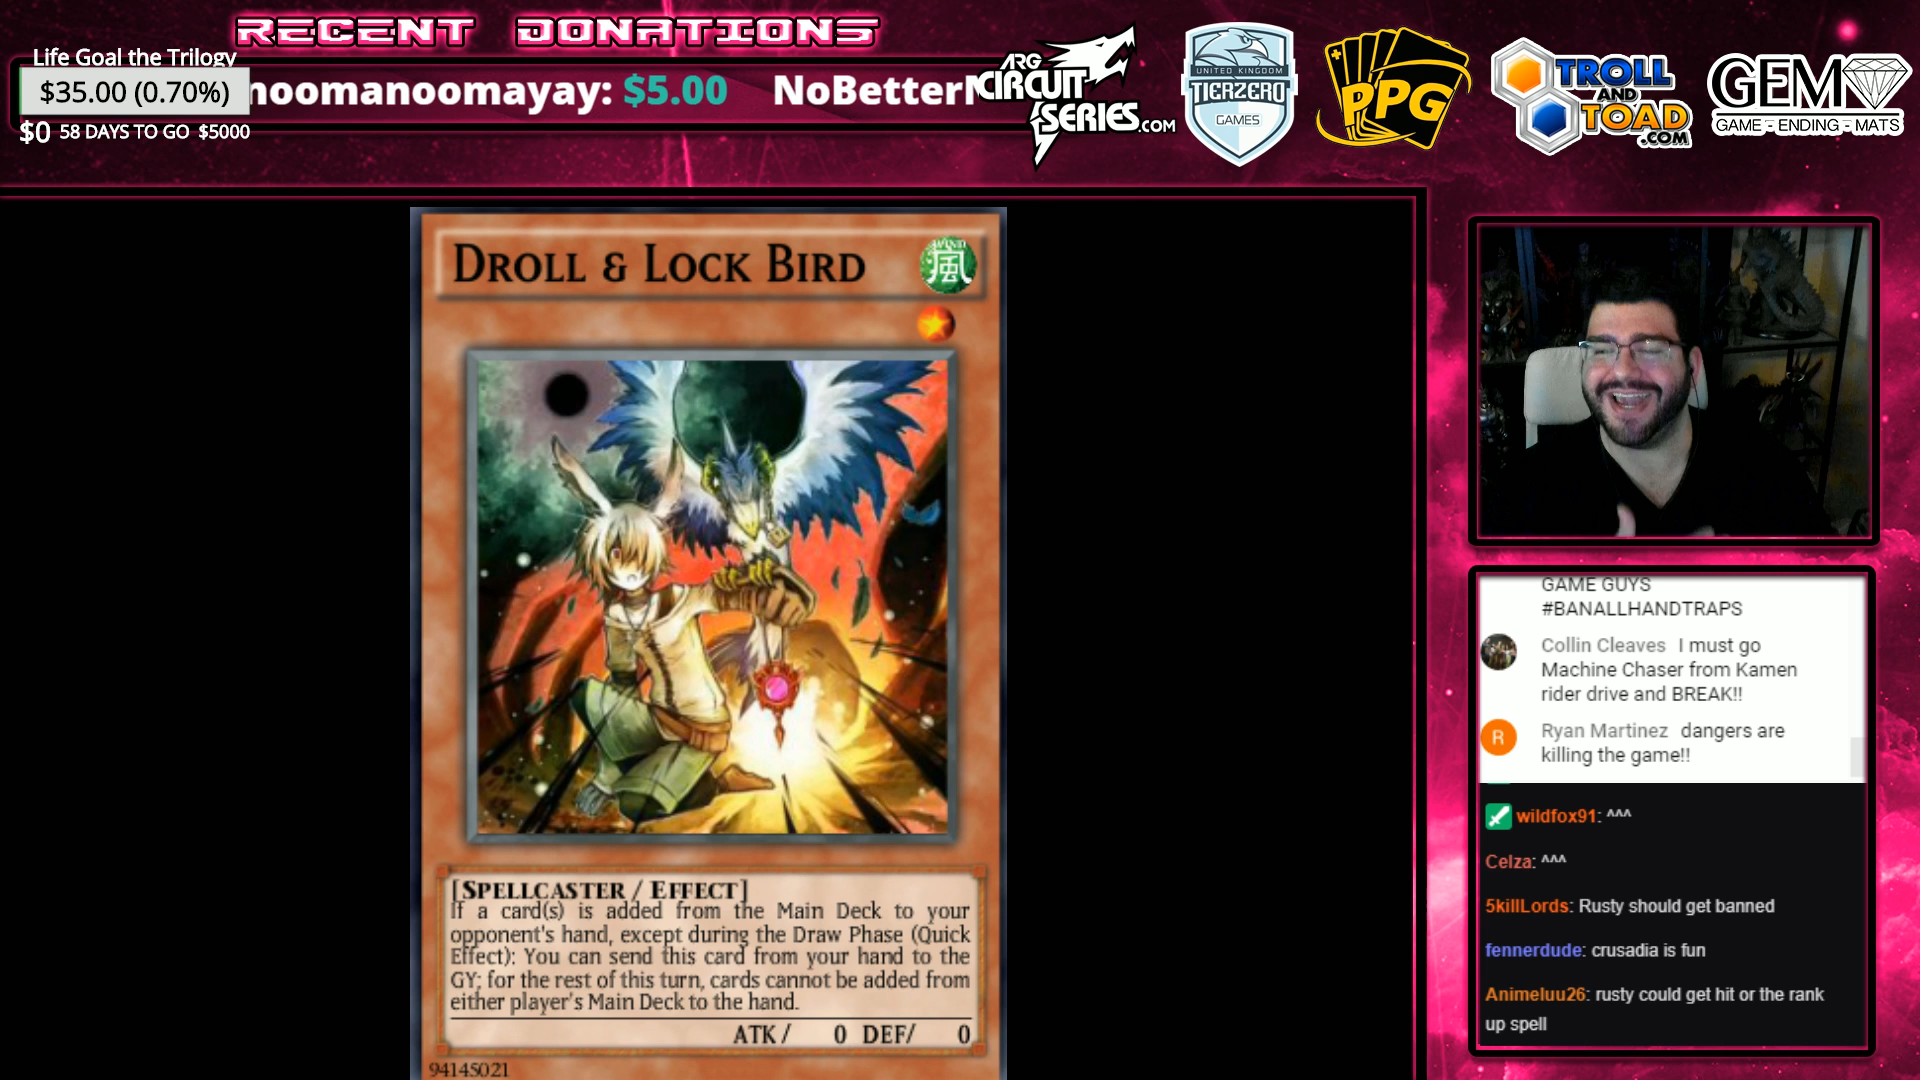 RECENT DONATIONS
Life Goal the Trilogy
$35.00 (0.70%)
$0 58 DAYS TO GO $5000
noomanoomayay: $5.00 NoBetterN
ARG
CIRCUIT
SERIES.COM
UNITED KINGDOM
TIERZERO
GAMES
PPG
TROLL
AND
TOAD
.COM
GEM
GAME - ENDING - MATS
DROLL & LOCK BIRD
WIND
風
[SPELLCASTER / EFFECT]
If a card(s) is added from the Main Deck to your
opponent's hand, except during the Draw Phase (Quick
Effect): You can send this card from your hand to the
GY; for the rest of this turn, cards cannot be added from
either player's Main Deck to the hand.
ATK/ 0 DEF/ 0
94145021
GAME GUYS
#BANALLHANDTRAPS
Collin Cleaves I must go
Machine Chaser from Kamen
rider drive and BREAK!!
R
Ryan Martinez dangers are
killing the game!!
wildfox91: ^^^
Celza: ^^^
5killLords: Rusty should get banned
fennerdude: crusadia is fun
Animeluu26: rusty could get hit or the rank
up spell